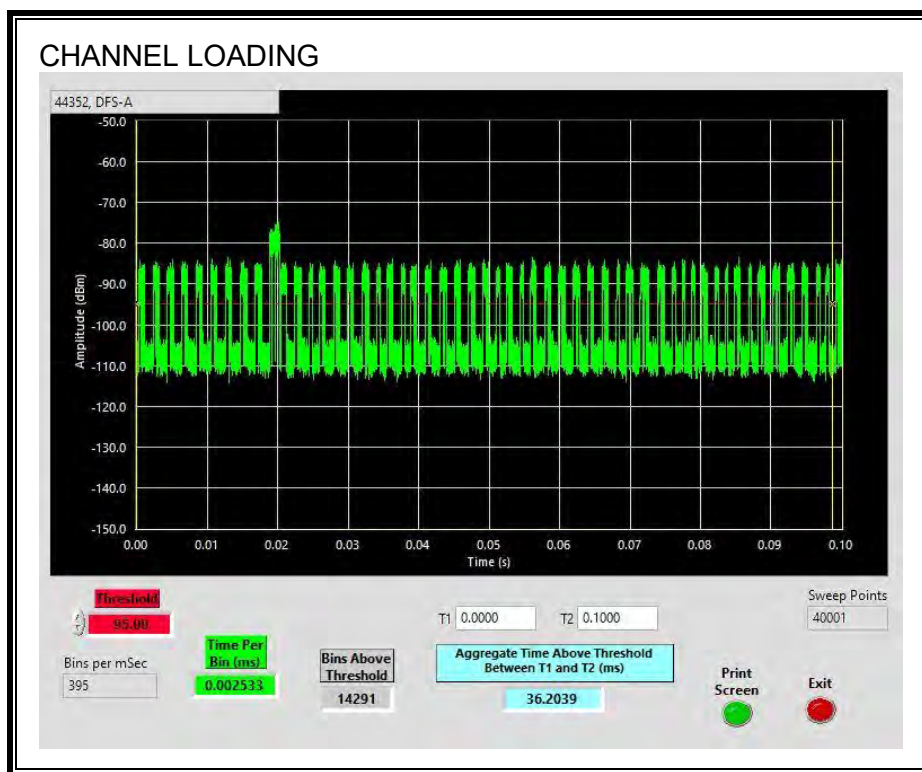 CHANNEL LOADING
44352, DFS-A
-50.0
-60.0
-70.0
-80.0
-90.0
-100.0
-110.0
-120.0
-130.0
-140.0
-150.0
Amplitude (dBm)
0.00 0.01 0.02 0.03 0.04 0.05 0.06 0.07 0.08 0.09 0.10
Time (s)
Threshold
95.00
Bins per mSec
395
Time Per
Bin (ms)
0.002533
Bins Above
Threshold
14291
T1 0.0000 T2 0.1000
Aggregate Time Above Threshold
Between T1 and T2 (ms)
36.2039
Sweep Points
40001
Print
Screen
Exit